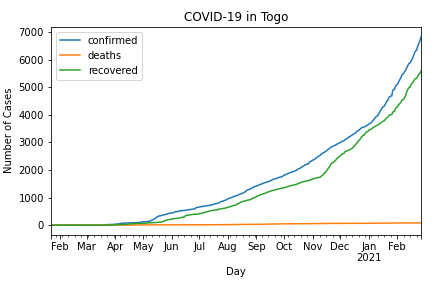 COVID-19 in Togo
confirmed
deaths
recovered
Number of Cases
7000
6000
5000
4000
3000
2000
1000
0
Feb Mar Apr May Jun Jul Aug Sep Oct Nov Dec Jan Feb
2021
Day